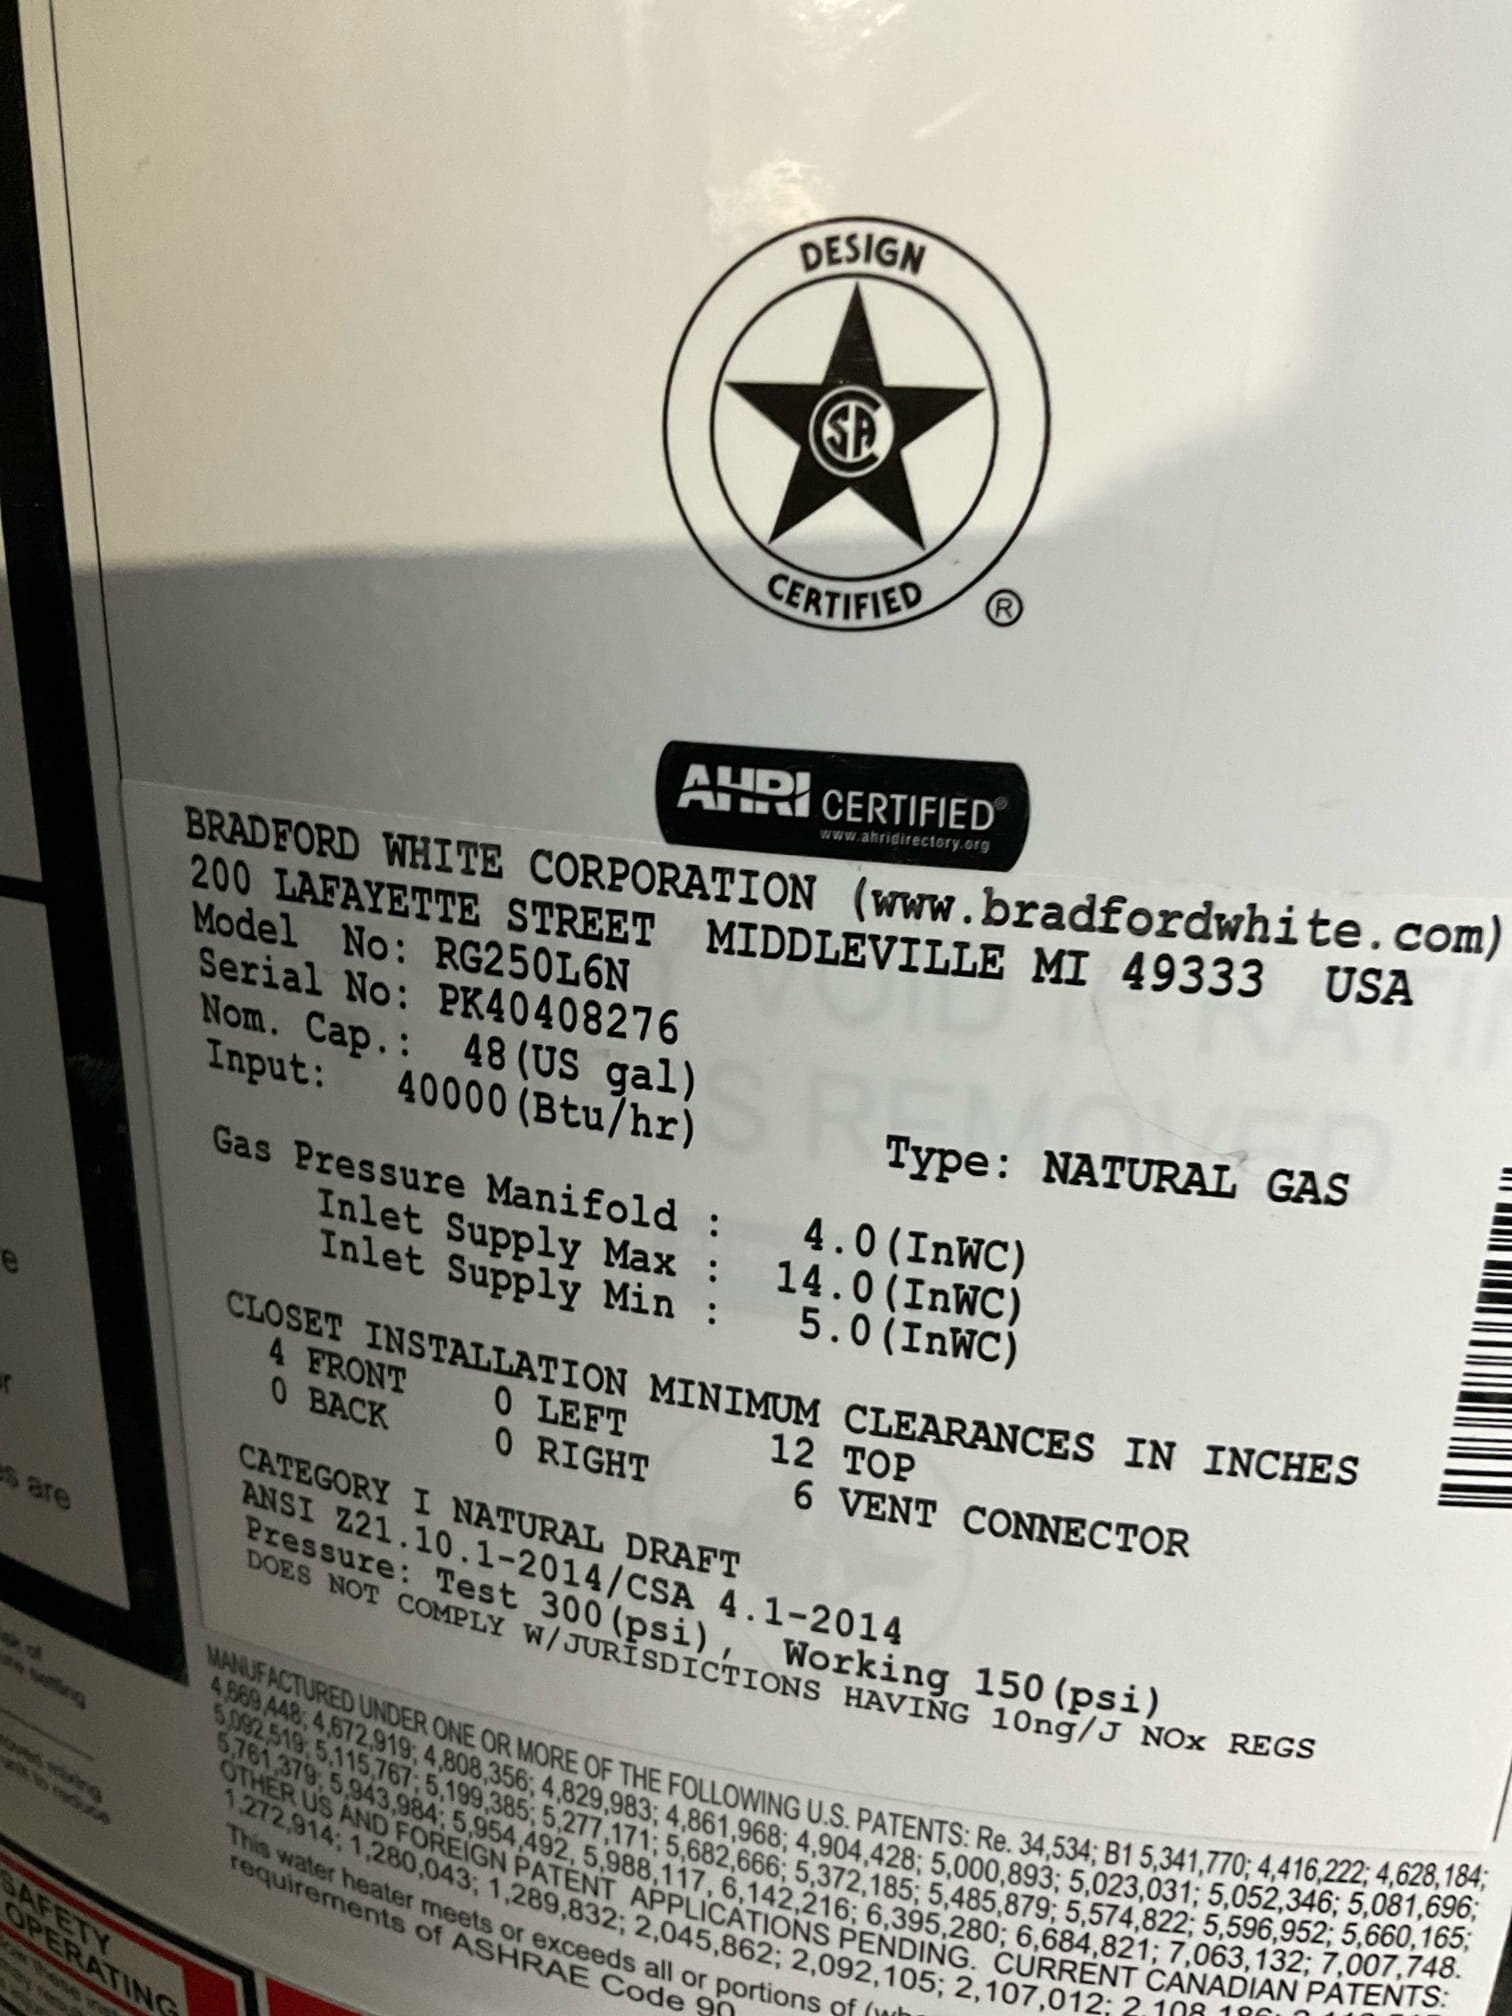 DESIGN
CSA
CERTIFIED
®
AHRI CERTIFIED®
www.ahridirectory.org
BRADFORD WHITE CORPORATION (www.bradfordwhite.com)
200 LAFAYETTE STREET MIDDLEVILLE MI 49333 USA
Model No: RG250L6N
Serial No: PK40408276
Nom. Cap.: 48(US gal)
Input: 40000(Btu/hr)
Type: NATURAL GAS
Gas Pressure Manifold : 4.0(InWC)
Inlet Supply Max : 14.0(InWC)
Inlet Supply Min : 5.0(InWC)
CLOSET INSTALLATION MINIMUM CLEARANCES IN INCHES
4 FRONT 0 LEFT 12 TOP
0 BACK 0 RIGHT 6 VENT CONNECTOR
CATEGORY I NATURAL DRAFT
ANSI Z21.10.1-2014/CSA 4.1-2014
Pressure: Test 300(psi), Working 150(psi)
DOES NOT COMPLY W/JURISDICTIONS HAVING 10ng/J NOx REGS
MANUFACTURED UNDER ONE OR MORE OF THE FOLLOWING U.S. PATENTS: Re. 34,534; B1 5,341,770; 4,416,222; 4,628,184;
4,669,448; 4,672,919; 4,808,356; 4,829,983; 4,861,968; 4,904,428; 5,000,893; 5,023,031; 5,052,346; 5,081,696;
5,092,519; 5,115,767; 5,199,385; 5,277,171; 5,682,666; 5,372,185; 5,485,879; 5,574,822; 5,596,952; 5,660,165;
5,761,379; 5,943,984; 5,954,492, 5,988,117, 6,142,216; 6,395,280; 6,684,821; 7,063,132; 7,007,748.
OTHER US AND FOREIGN PATENT APPLICATIONS PENDING. CURRENT CANADIAN PATENTS:
1,272,914; 1,280,043; 1,289,832; 2,045,862; 2,092,105; 2,107,012;
This water heater meets or exceeds all or portions of
requirements of ASHRAE Code 90
es are
SAFETY
OPERATING